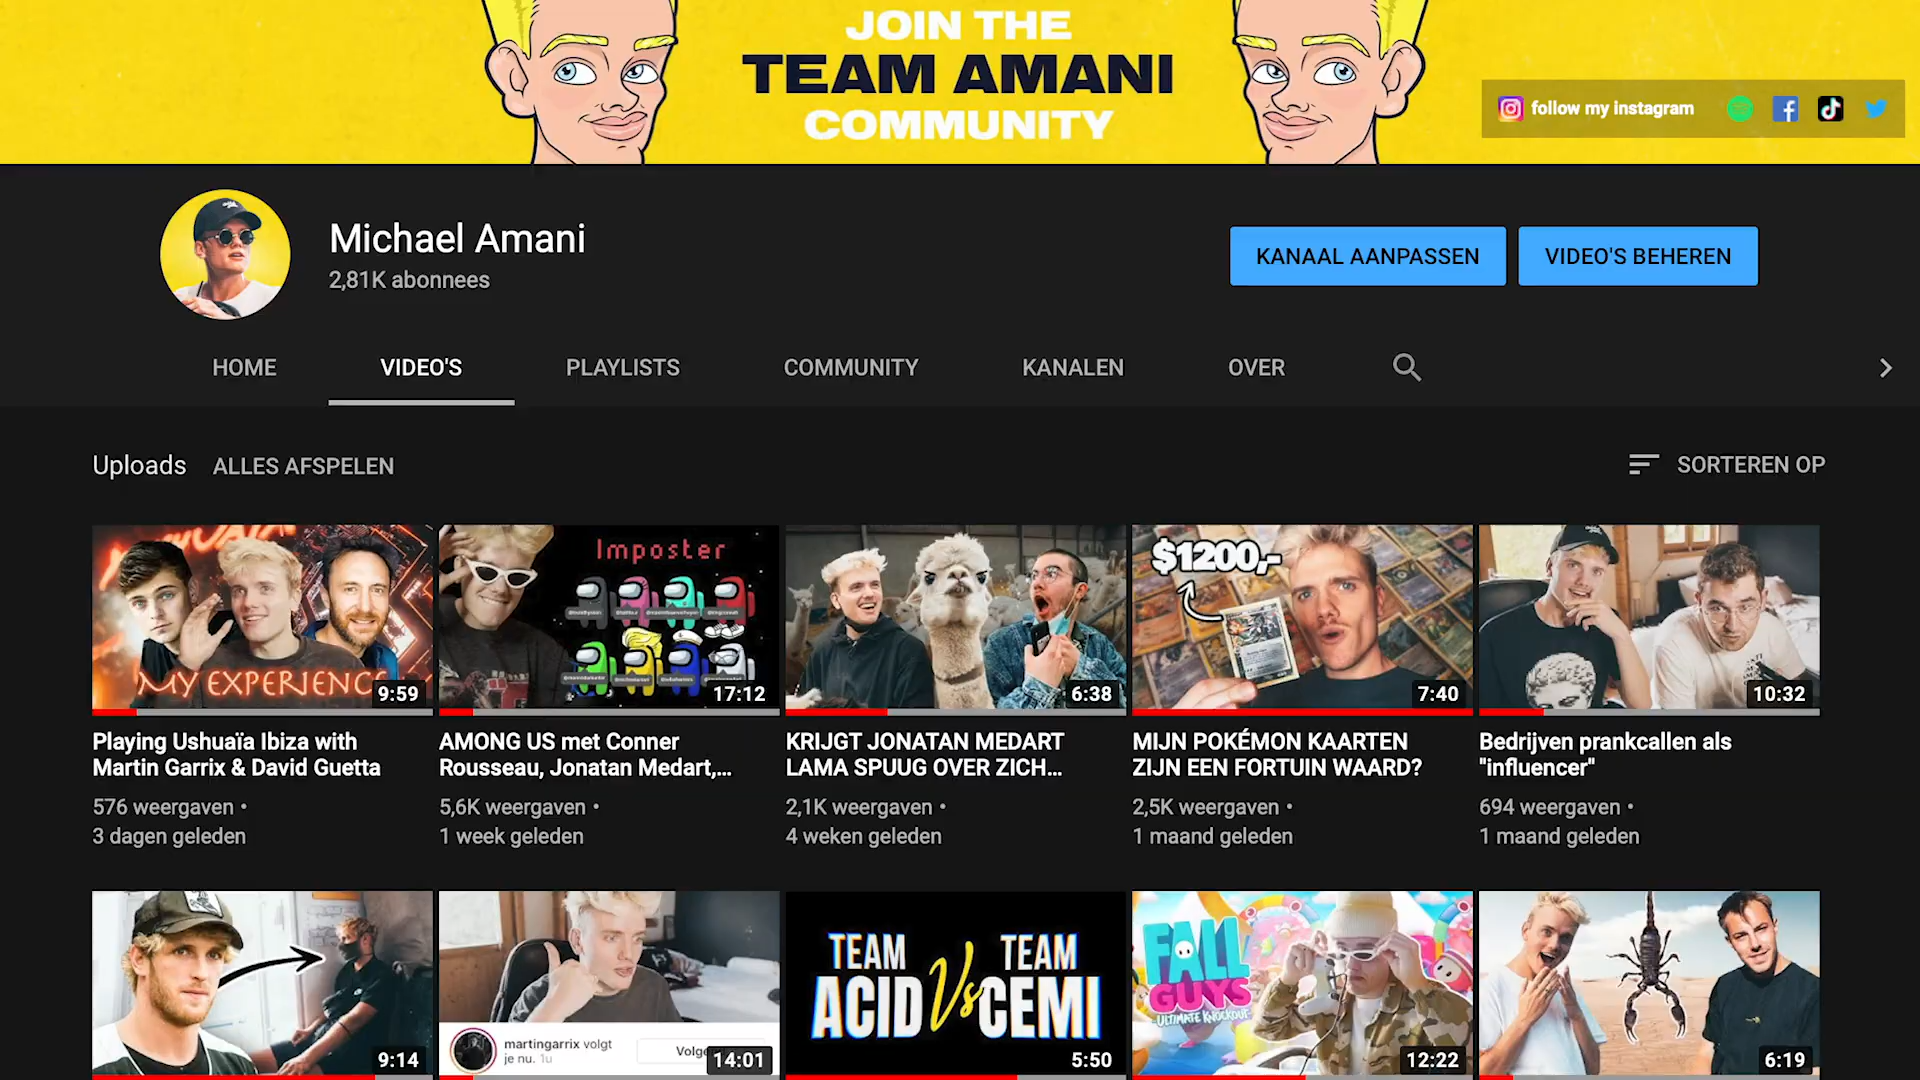 JOIN THE
TEAM AMANI
COMMUNITY
follow my instagram
Michael Amani
2,81K abonnees
KANAAL AANPASSEN
VIDEO'S BEHEREN
HOME
VIDEO'S
PLAYLISTS
COMMUNITY
KANALEN
OVER
Uploads
ALLES AFSPELEN
SORTEREN OP
MY EXPERIENCE
9:59
Imposter
17:12
6:38
$1200,-
7:40
10:32
Playing Ushuaïa Ibiza with
Martin Garrix & David Guetta
576 weergaven •
3 dagen geleden
AMONG US met Conner
Rousseau, Jonatan Medart,...
5,6K weergaven •
1 week geleden
KRIJGT JONATAN MEDART
LAMA SPUUG OVER ZICH...
2,1K weergaven •
4 weken geleden
MIJN POKÉMON KAARTEN
ZIJN EEN FORTUIN WAARD?
2,5K weergaven •
1 maand geleden
Bedrijven prankcallen als
"influencer"
694 weergaven •
1 maand geleden
9:14
martingarrix volgt
je nu. 1u
14:01
TEAM ACID Vs TEAM CEMI
5:50
FALL
GUYS
ULTIMATE KNOCKOUT
12:22
6:19